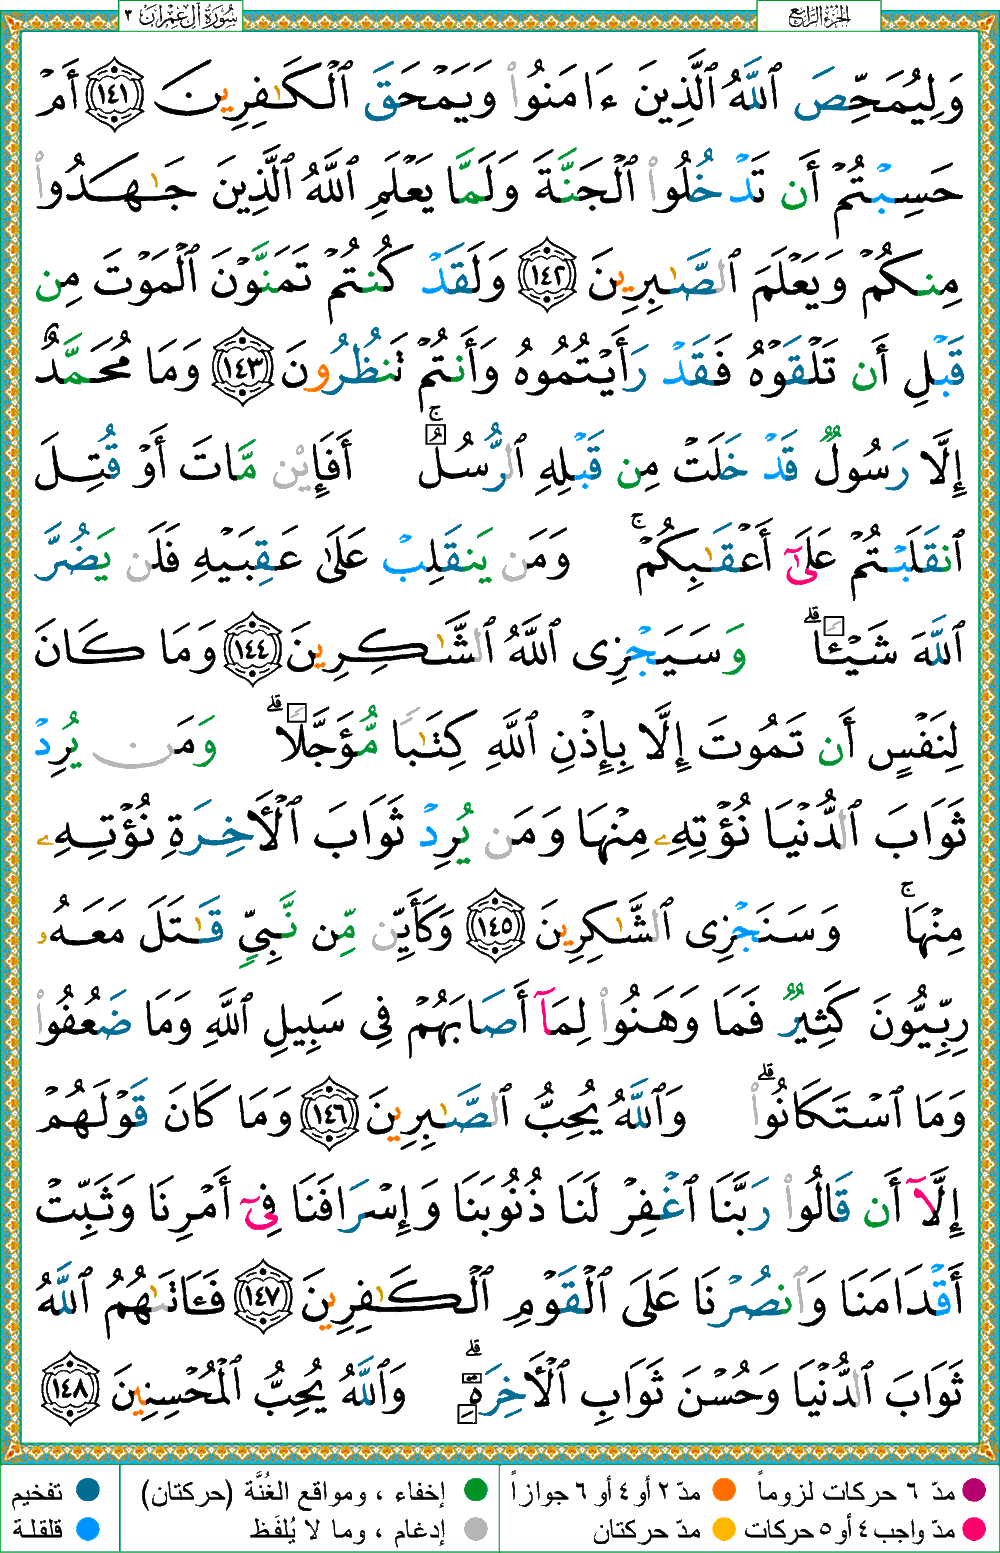 الجزء الرابع
سورة آل عمران ٣
وَلِيُمَحِّصَ ٱللَّهُ ٱلَّذِينَ ءَامَنُوا۟ وَيَمْحَقَ ٱلْكَـٰفِرِينَ ١٤١ أَمْ
حَسِبْتُمْ أَن تَدْخُلُوا۟ ٱلْجَنَّةَ وَلَمَّا يَعْلَمِ ٱللَّهُ ٱلَّذِينَ جَـٰهَدُوا۟
مِنكُمْ وَيَعْلَمَ ٱلصَّـٰبِرِينَ ١٤٢ وَلَقَدْ كُنتُمْ تَمَنَّوْنَ ٱلْمَوْتَ مِن
قَبْلِ أَن تَلْقَوْهُ فَقَدْ رَأَيْتُمُوهُ وَأَنتُمْ تَنظُرُونَ ١٤٣ وَمَا مُحَمَّدٌ
إِلَّا رَسُولٌ قَدْ خَلَتْ مِن قَبْلِهِ ٱلرُّسُلُ ۚ أَفَإِي۟ن مَّاتَ أَوْ قُتِلَ
ٱنقَلَبْتُمْ عَلَىٰٓ أَعْقَـٰبِكُمْ ۚ وَمَن يَنقَلِبْ عَلَىٰ عَقِبَيْهِ فَلَن يَضُرَّ
ٱللَّهَ شَيْـًٔا ۗ وَسَيَجْزِى ٱللَّهُ ٱلشَّـٰكِرِينَ ١٤٤ وَمَا كَانَ
لِنَفْسٍ أَن تَمُوتَ إِلَّا بِإِذْنِ ٱللَّهِ كِتَـٰبًا مُّؤَجَّلًا ۗ وَمَن يُرِدْ
ثَوَابَ ٱلدُّنْيَا نُؤْتِهِۦ مِنْهَا وَمَن يُرِدْ ثَوَابَ ٱلْـَٔاخِرَةِ نُؤْتِهِۦ
مِنْهَا ۚ وَسَنَجْزِى ٱلشَّـٰكِرِينَ ١٤٥ وَكَأَيِّن مِّن نَّبِىٍّ قَـٰتَلَ مَعَهُۥ
رِبِّيُّونَ كَثِيرٌ فَمَا وَهَنُوا۟ لِمَآ أَصَابَهُمْ فِى سَبِيلِ ٱللَّهِ وَمَا ضَعُفُوا۟
وَمَا ٱسْتَكَانُوا۟ ۗ وَٱللَّهُ يُحِبُّ ٱلصَّـٰبِرِينَ ١٤٦ وَمَا كَانَ قَوْلَهُمْ
إِلَّآ أَن قَالُوا۟ رَبَّنَا ٱغْفِرْ لَنَا ذُنُوبَنَا وَإِسْرَافَنَا فِىٓ أَمْرِنَا وَثَبِّتْ
أَقْدَامَنَا وَٱنصُرْنَا عَلَى ٱلْقَوْمِ ٱلْكَـٰفِرِينَ ١٤٧ فَـَٔاتَىٰهُمُ ٱللَّهُ
ثَوَابَ ٱلدُّنْيَا وَحُسْنَ ثَوَابِ ٱلْـَٔاخِرَةِ ۗ وَٱللَّهُ يُحِبُّ ٱلْمُحْسِنِينَ ١٤٨
مدّ ٦ حركات لزوماً
مدّ ٢ أو ٤ أو ٦ جوازاً
إخفاء ، ومواقع الغُنَّة (حركتان)
تفخيم
مدّ واجب ٤ أو ٥ حركات
مدّ حركتان
إدغام ، وما لا يُلفَظ
قلقلة